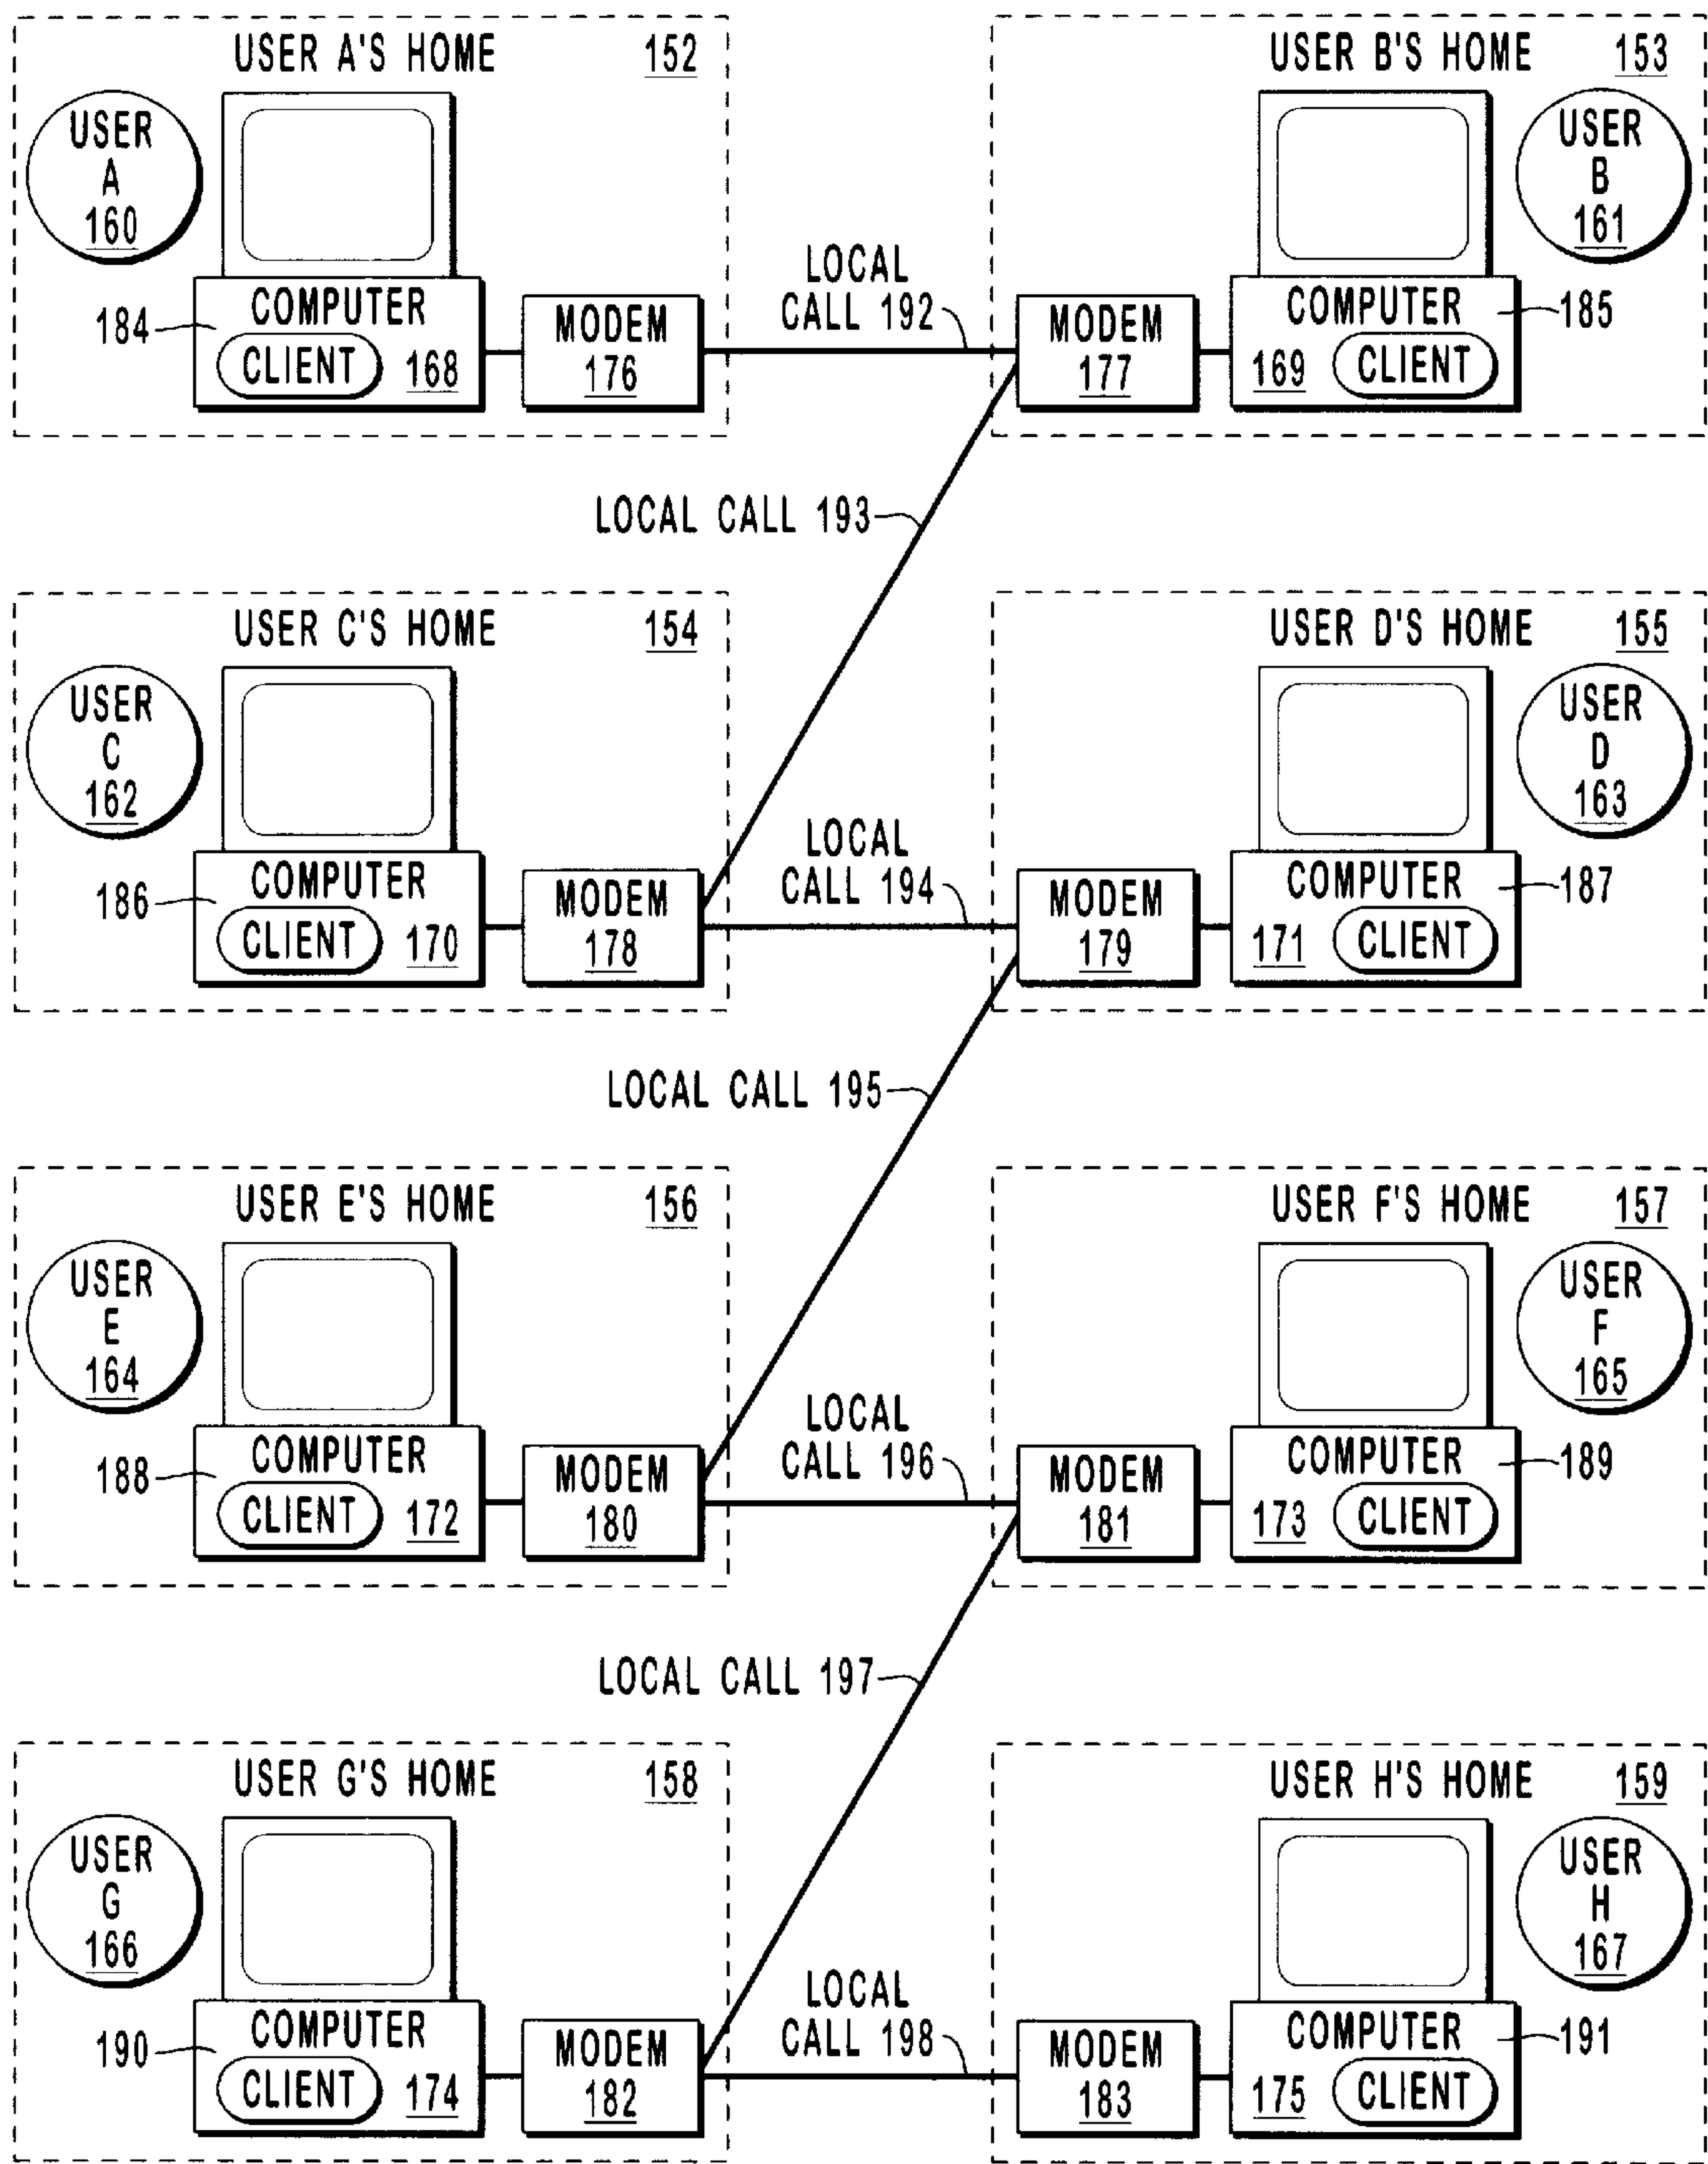 USER A'S HOME 152
USER
A
160
COMPUTER
184
CLIENT 168
MODEM
176
LOCAL
CALL 192
USER B'S HOME 153
USER
B
161
MODEM
177
COMPUTER
185
169 CLIENT
LOCAL CALL 193
USER C'S HOME 154
USER
C
162
COMPUTER
186
CLIENT 170
MODEM
178
LOCAL
CALL 194
USER D'S HOME 155
USER
D
163
MODEM
179
COMPUTER
187
171 CLIENT
LOCAL CALL 195
USER E'S HOME 156
USER
E
164
COMPUTER
188
CLIENT 172
MODEM
180
LOCAL
CALL 196
USER F'S HOME 157
USER
F
165
MODEM
181
COMPUTER
189
173 CLIENT
LOCAL CALL 197
USER G'S HOME 158
USER
G
166
COMPUTER
190
CLIENT 174
MODEM
182
LOCAL
CALL 198
USER H'S HOME 159
USER
H
167
MODEM
183
COMPUTER
191
175 CLIENT